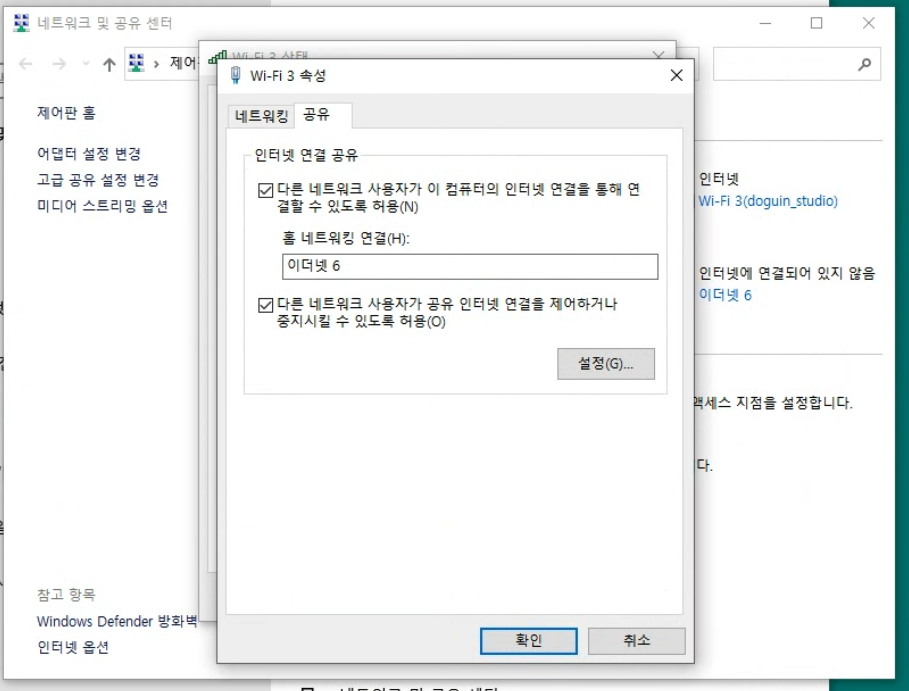 네트워크 및 공유 센터
Wi-Fi 3 상태
제어
Wi-Fi 3 속성
네트워킹
공유
제어판 홈
어댑터 설정 변경
고급 공유 설정 변경
미디어 스트리밍 옵션
인터넷 연결 공유
다른 네트워크 사용자가 이 컴퓨터의 인터넷 연결을 통해 연
결할 수 있도록 허용(N)
홈 네트워킹 연결(H):
이더넷 6
다른 네트워크 사용자가 공유 인터넷 연결을 제어하거나
중지시킬 수 있도록 허용(O)
설정(G)...
인터넷
Wi-Fi 3(doguin_studio)
인터넷에 연결되어 있지 않음
이더넷 6
액세스 지점을 설정합니다.
다.
참고 항목
Windows Defender 방화벽
인터넷 옵션
확인
취소
네트워크 및 공유 센터